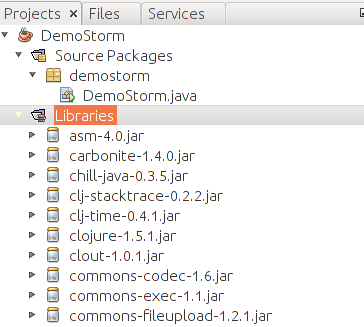 Projects × Files Services
DemoStorm
Source Packages
demostorm
DemoStorm.java
Libraries
asm-4.0.jar
carbonite-1.4.0.jar
chill-java-0.3.5.jar
clj-stacktrace-0.2.2.jar
clj-time-0.4.1.jar
clojure-1.5.1.jar
clout-1.0.1.jar
commons-codec-1.6.jar
commons-exec-1.1.jar
commons-fileupload-1.2.1.jar